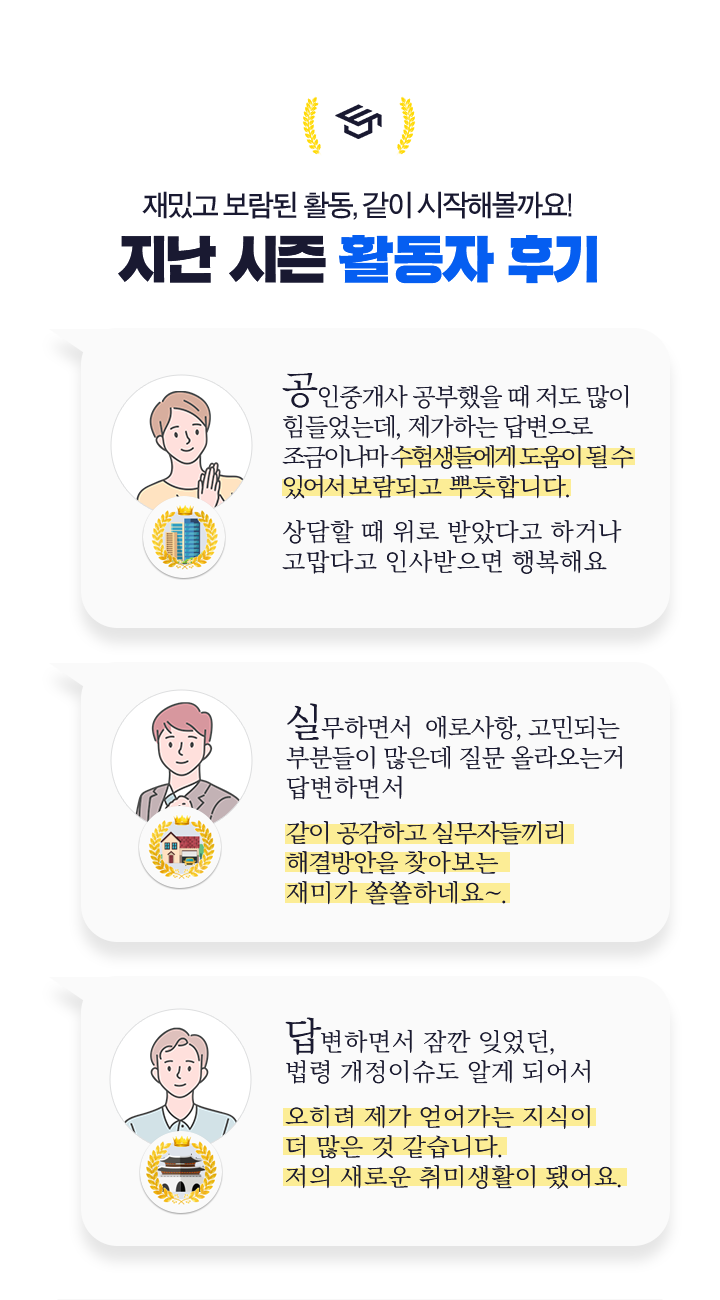 재밌고 보람된 활동, 같이 시작해볼까요!
지난 시즌 활동자 후기
공인중개사 공부했을 때 저도 많이
힘들었는데, 제가하는 답변으로
조금이나마 수험생들에게 도움이 될 수
있어서 보람되고 뿌듯합니다.
상담할 때 위로 받았다고 하거나
고맙다고 인사받으면 행복해요
실무하면서 애로사항, 고민되는
부분들이 많은데 질문 올라오는거
답변하면서
같이 공감하고 실무자들끼리
해결방안을 찾아보는
재미가 쏠쏠하네요~.
답변하면서 잠깐 잊었던,
법령 개정이슈도 알게 되어서
오히려 제가 얻어가는 지식이
더 많은 것 같습니다.
저의 새로운 취미생활이 됐어요.